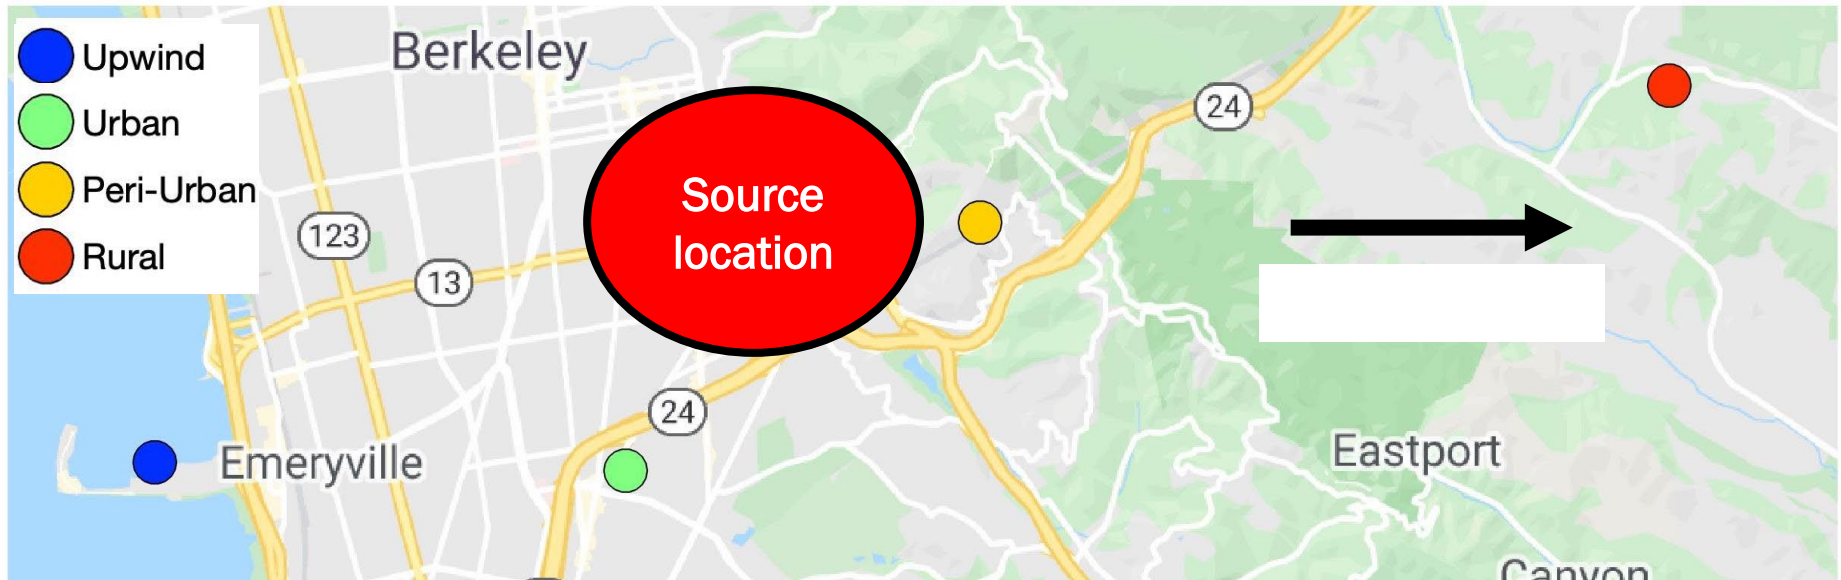 Upwind
Urban
Peri-Urban
Rural
Berkeley
24
Source
location
123
13
24
Emeryville
Eastport
Canyon